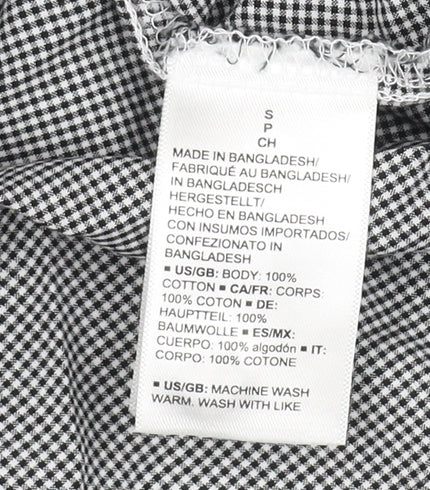 S
P
CH
MADE IN BANGLADESH/
FABRIQUÉ AU BANGLADESH/
IN BANGLADESCH
HERGESTELLT/
HECHO EN BANGLADESH
CON INSUMOS IMPORTADOS/
CONFEZIONATO IN
BANGLADESH
▪ US/GB: BODY: 100%
COTTON ▪ CA/FR: CORPS:
100% COTON ▪ DE:
HAUPTTEIL: 100%
BAUMWOLLE ▪ ES/MX:
CUERPO: 100% algodón ▪ IT:
CORPO: 100% COTONE
▪ US/GB: MACHINE WASH
WARM. WASH WITH LIKE